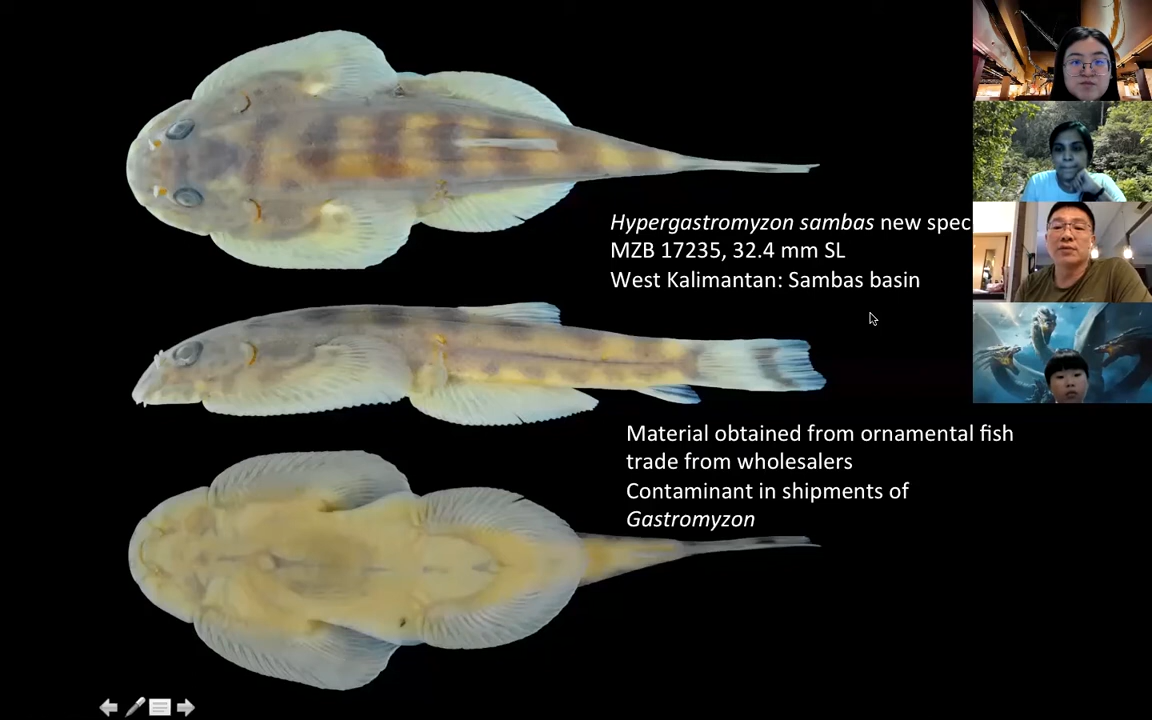 Hypergastromyzon sambas new spec
MZB 17235, 32.4 mm SL
West Kalimantan: Sambas basin
Material obtained from ornamental fish
trade from wholesalers
Contaminant in shipments of
Gastromyzon